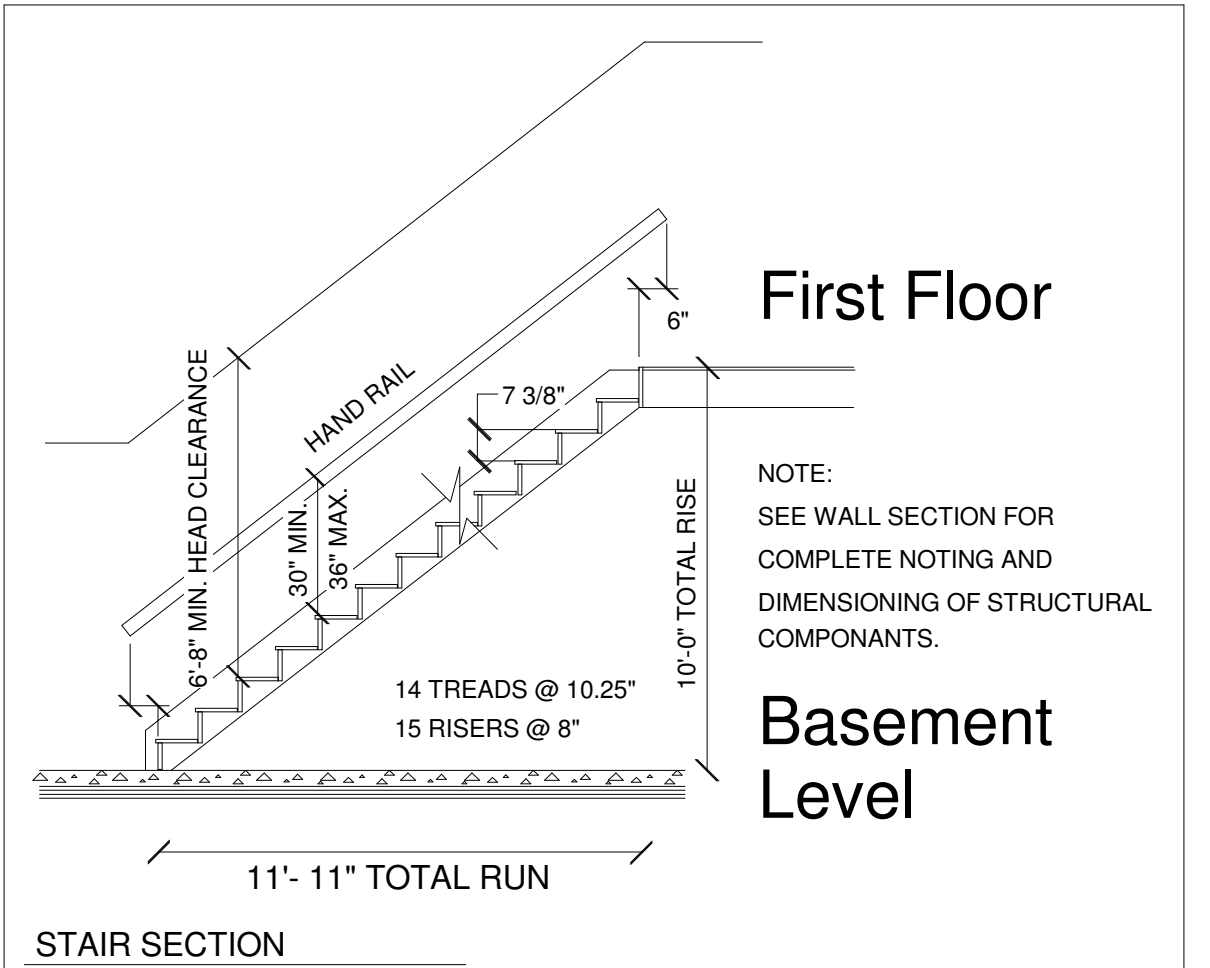 First Floor
6"
7 3/8"
HAND RAIL
6'-8" MIN. HEAD CLEARANCE
30" MIN.
36" MAX.
10'-0" TOTAL RISE
NOTE:
SEE WALL SECTION FOR
COMPLETE NOTING AND
DIMENSIONING OF STRUCTURAL
COMPONANTS.
14 TREADS @ 10.25"
15 RISERS @ 8"
Basement
Level
11'- 11" TOTAL RUN
STAIR SECTION